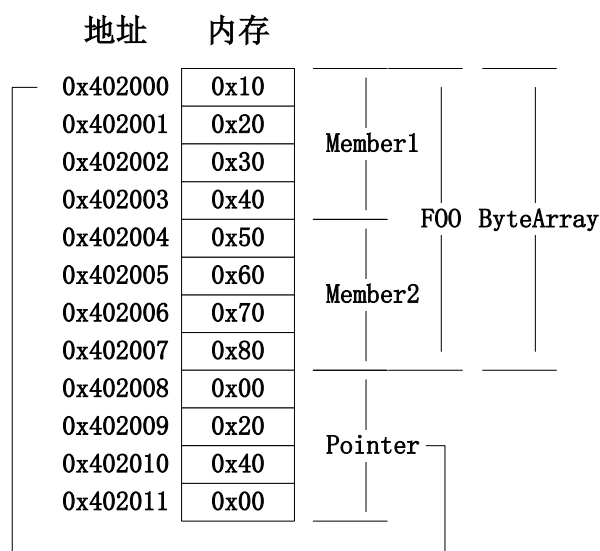 地址 内存
0x402000 0x10
0x402001 0x20
0x402002 0x30 Member1
0x402003 0x40
0x402004 0x50 FOO ByteArray
0x402005 0x60
0x402006 0x70 Member2
0x402007 0x80
0x402008 0x00
0x402009 0x20
0x402010 0x40 Pointer
0x402011 0x00